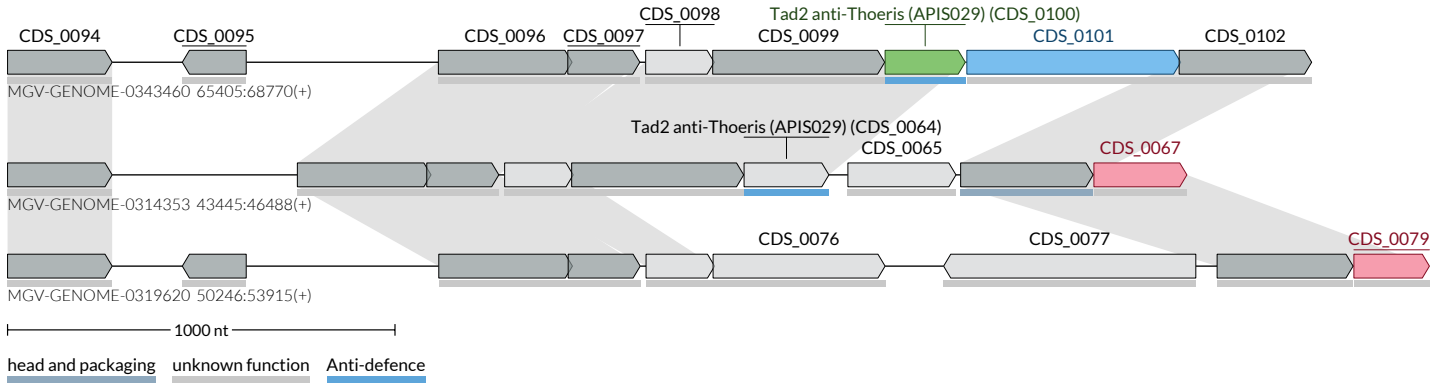 CDS_0098 Tad2 anti-Thoeris (APIS029) (CDS_0100)
CDS_0094 CDS_0095 CDS_0096 CDS_0097 CDS_0099 CDS_0101 CDS_0102
MGV-GENOME-0343460 65405:68770(+)
Tad2 anti-Thoeris (APIS029) (CDS_0064)
CDS_0065 CDS_0067
MGV-GENOME-0314353 43445:46488(+)
CDS_0076 CDS_0077 CDS_0079
MGV-GENOME-0319620 50246:53915(+)
1000 nt
head and packaging unknown function Anti-defence